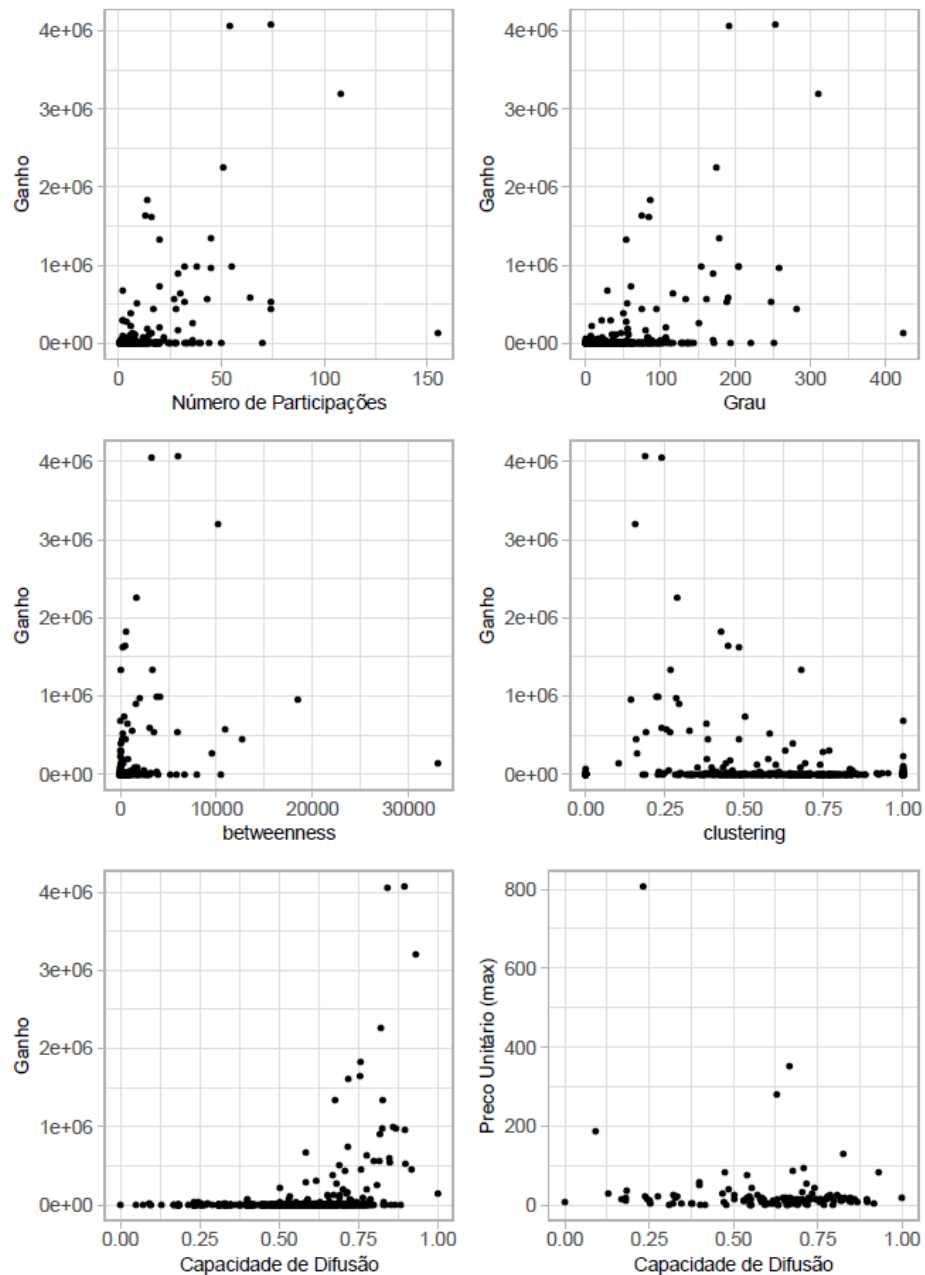 4e+06
3e+06
2e+06
1e+06
0e+00
Ganho
0 50 100 150
Número de Participações
4e+06
3e+06
2e+06
1e+06
0e+00
Ganho
0 100 200 300 400
Grau
4e+06
3e+06
2e+06
1e+06
0e+00
Ganho
0 10000 20000 30000
betweenness
4e+06
3e+06
2e+06
1e+06
0e+00
Ganho
0.00 0.25 0.50 0.75 1.00
clustering
4e+06
3e+06
2e+06
1e+06
0e+00
Ganho
0.00 0.25 0.50 0.75 1.00
Capacidade de Difusão
800
600
400
200
0
Preco Unitário (max)
0.00 0.25 0.50 0.75 1.00
Capacidade de Difusão